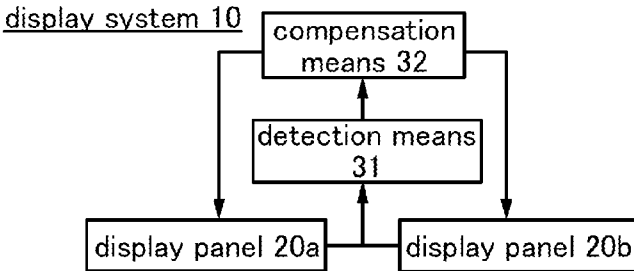 display system 10
compensation
means 32
detection means
31
display panel 20a
display panel 20b